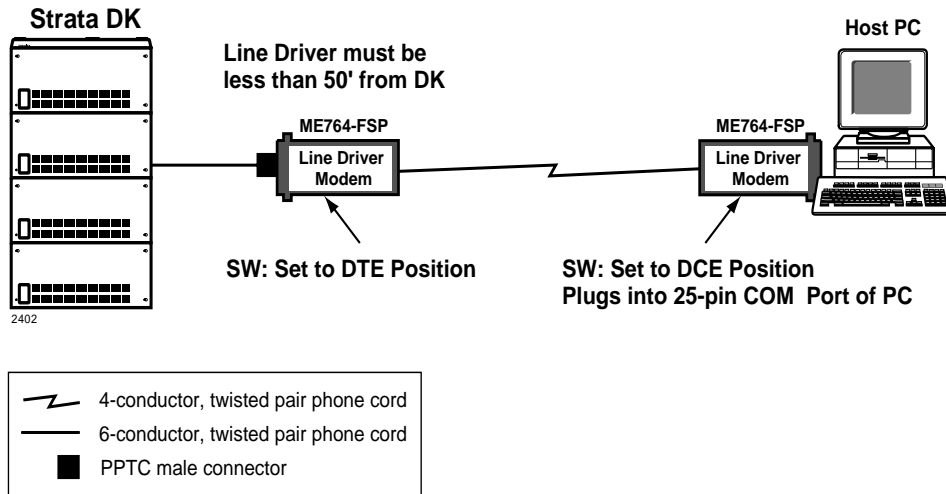 Strata DK
Line Driver must be
less than 50' from DK
Host PC
ME764-FSP
Line Driver
Modem
ME764-FSP
Line Driver
Modem
SW: Set to DTE Position
SW: Set to DCE Position
Plugs into 25-pin COM Port of PC
2402
4-conductor, twisted pair phone cord
6-conductor, twisted pair phone cord
PPTC male connector